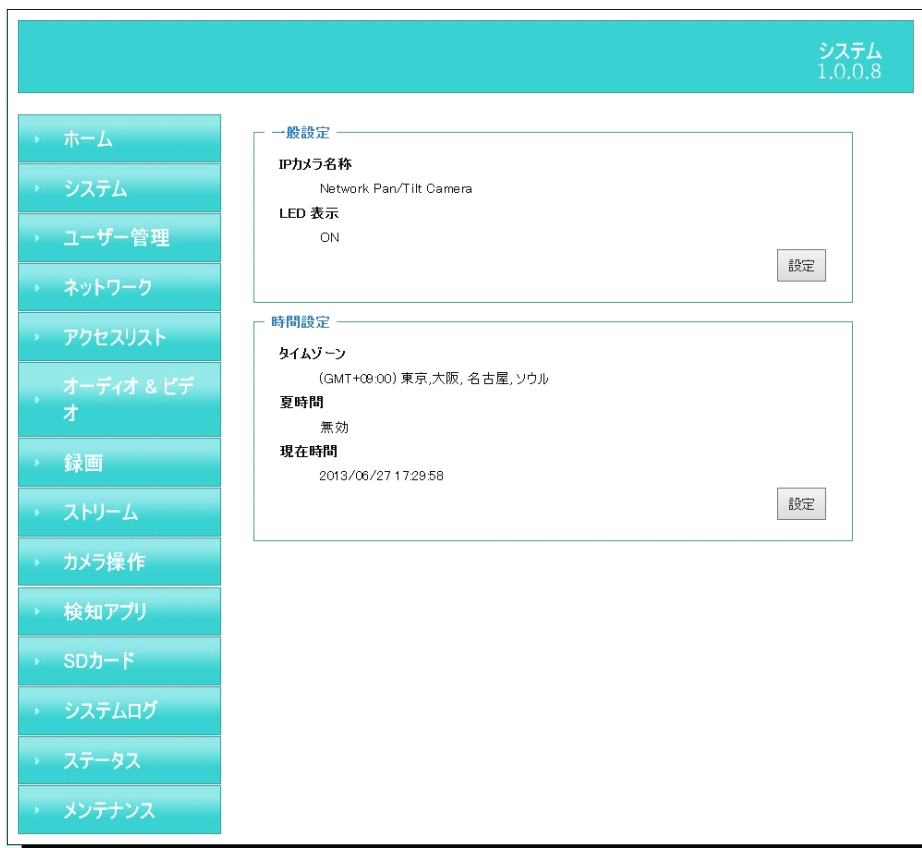 システム
1.0.0.8
ホーム
システム
ユーザー管理
ネットワーク
アクセスリスト
オーディオ & ビデ
オ
録画
ストリーム
カメラ操作
検知アプリ
SDカード
システムログ
ステータス
メンテナンス
一般設定
IPカメラ名称
Network Pan/Tilt Camera
LED 表示
ON
設定
時間設定
タイムゾーン
(GMT+09:00) 東京,大阪, 名古屋, ソウル
夏時間
無効
現在時間
2013/06/27 17:29:58
設定